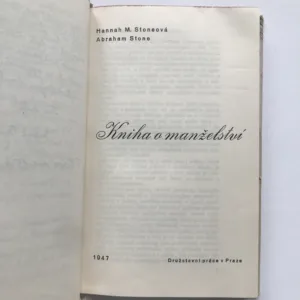 Hannah M. Stoneová
Abraham Stone
Kniha o manželství
1947
Družstevní práce v Praze